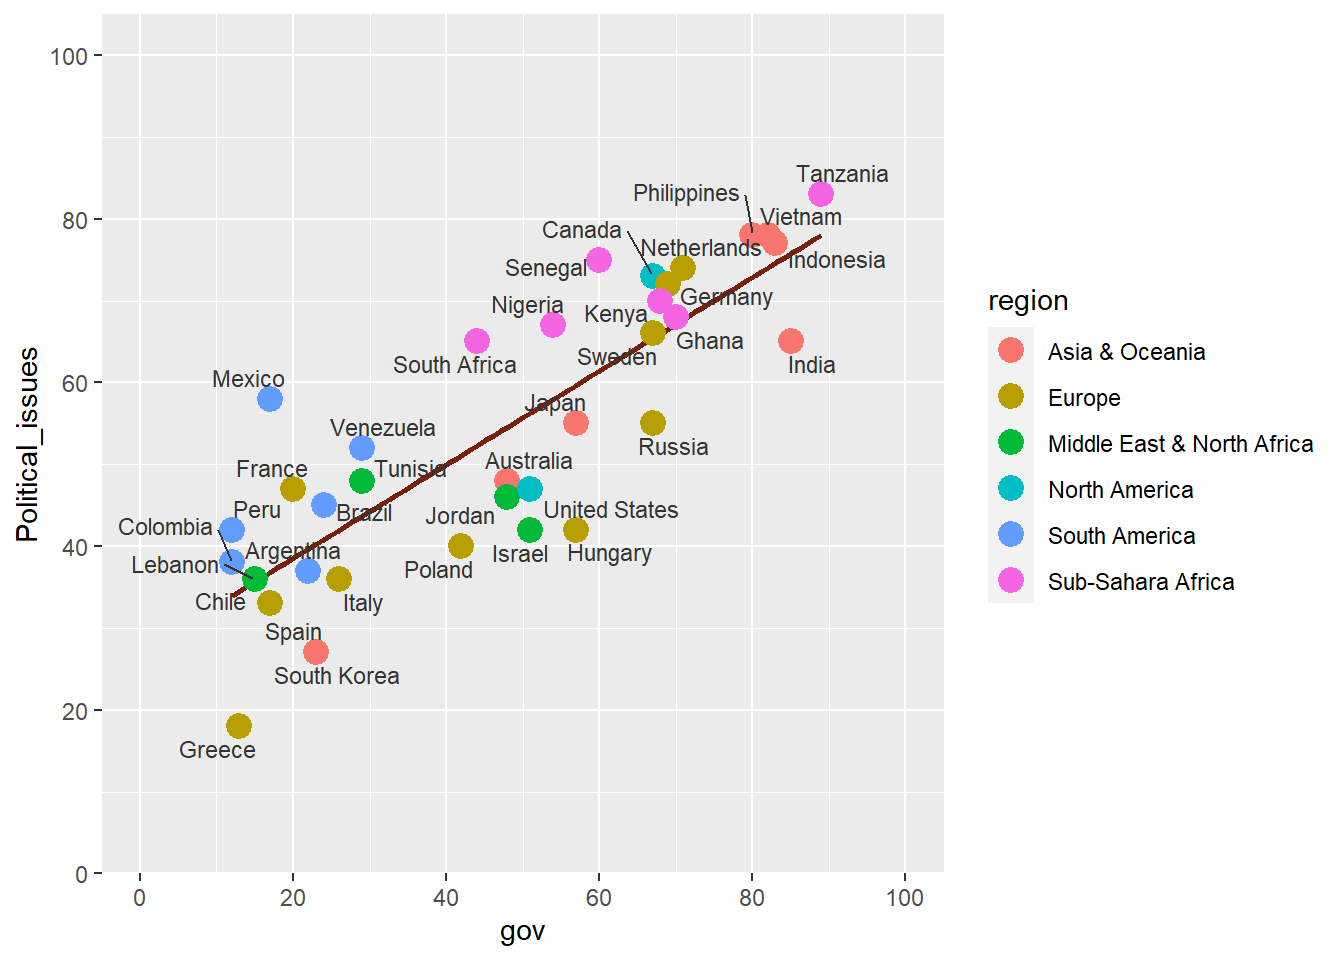 100
80
60
40
20
0
Political_issues
Tanzania
Philippines
Vietnam
Canada
Netherlands
Indonesia
Senegal
Germany
Nigeria
Kenya
Ghana
Sweden
South Africa
India
Mexico
Japan
Venezuela
Russia
Australia
France
Tunisia
Peru
Brazil
United States
Jordan
Colombia
Argentina
Israel
Hungary
Lebanon
Poland
Chile
Italy
Spain
South Korea
Greece
0 20 40 60 80 100
gov
region
Asia & Oceania
Europe
Middle East & North Africa
North America
South America
Sub-Sahara Africa